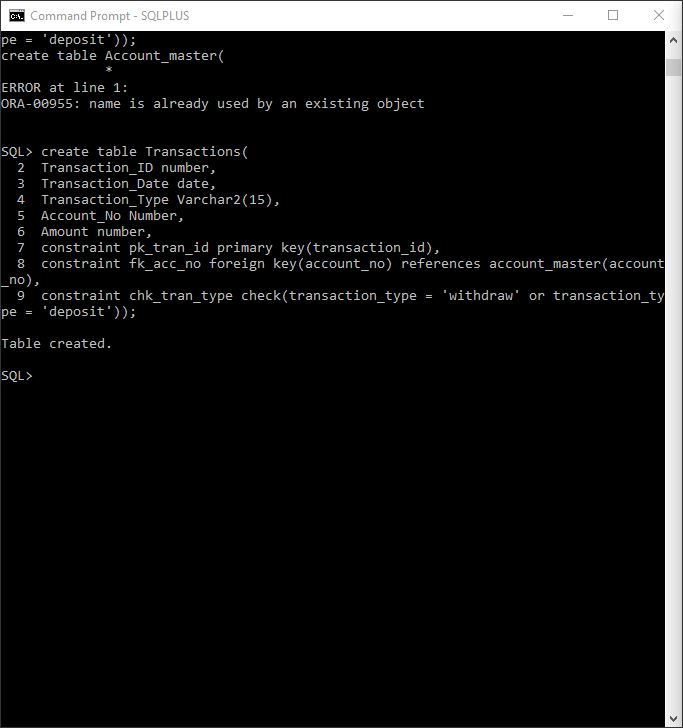 Command Prompt - SQLPLUS
pe = 'deposit'));
create table Account_master(
             *
ERROR at line 1:
ORA-00955: name is already used by an existing object
SQL> create table Transactions(
  2  Transaction_ID number,
  3  Transaction_Date date,
  4  Transaction_Type Varchar2(15),
  5  Account_No Number,
  6  Amount number,
  7  constraint pk_tran_id primary key(transaction_id),
  8  constraint fk_acc_no foreign key(account_no) references account_master(account
_no),
  9  constraint chk_tran_type check(transaction_type = 'withdraw' or transaction_ty
pe = 'deposit'));
Table created.
SQL>